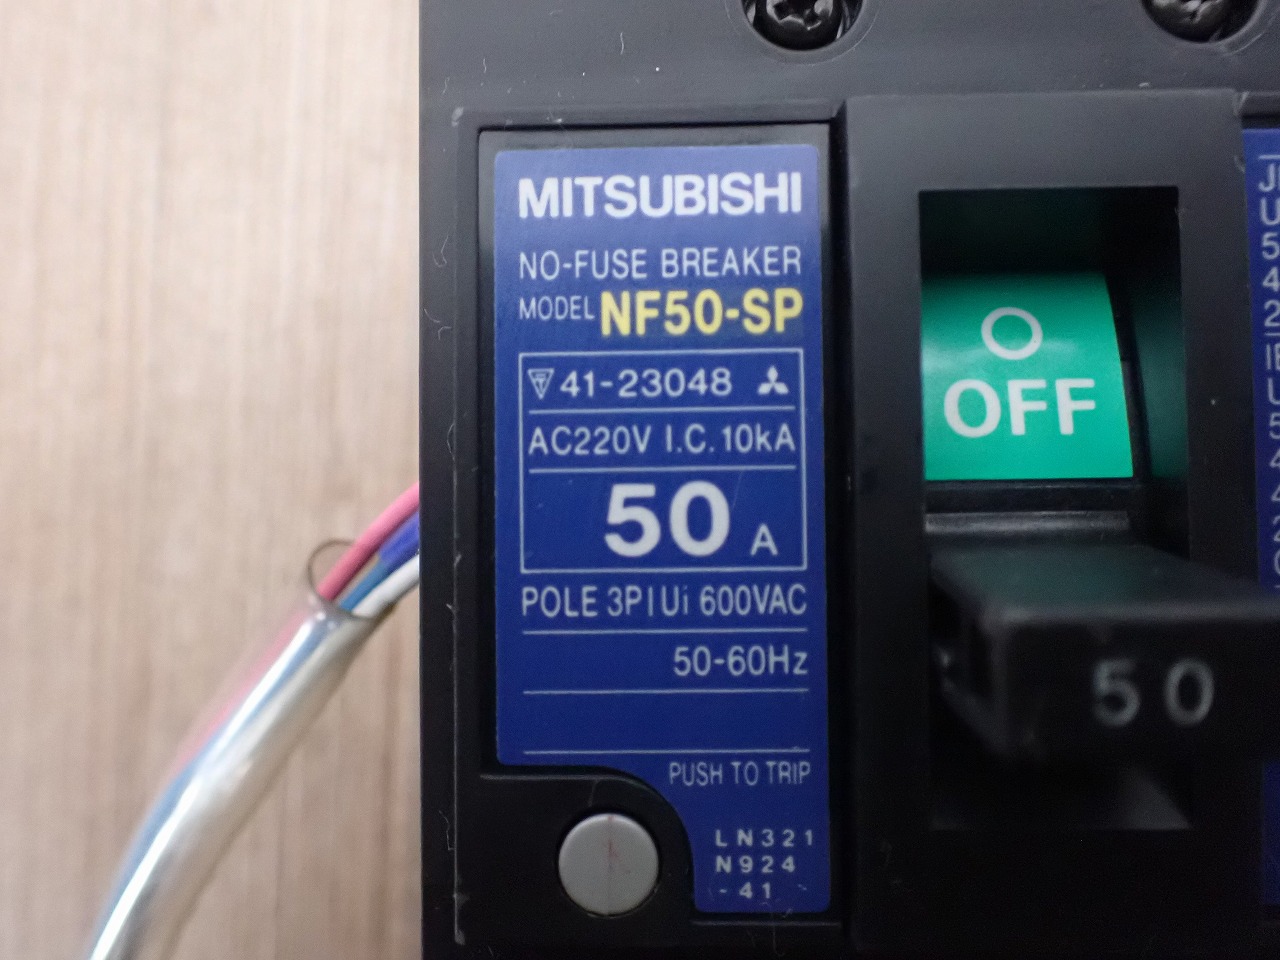 MITSUBISHI
NO-FUSE BREAKER
MODEL NF50-SP
41-23048
AC220V I.C. 10kA
50 A
POLE 3P Ui 600VAC
50-60Hz
PUSH TO TRIP
LN321
N924
-41
OFF
50